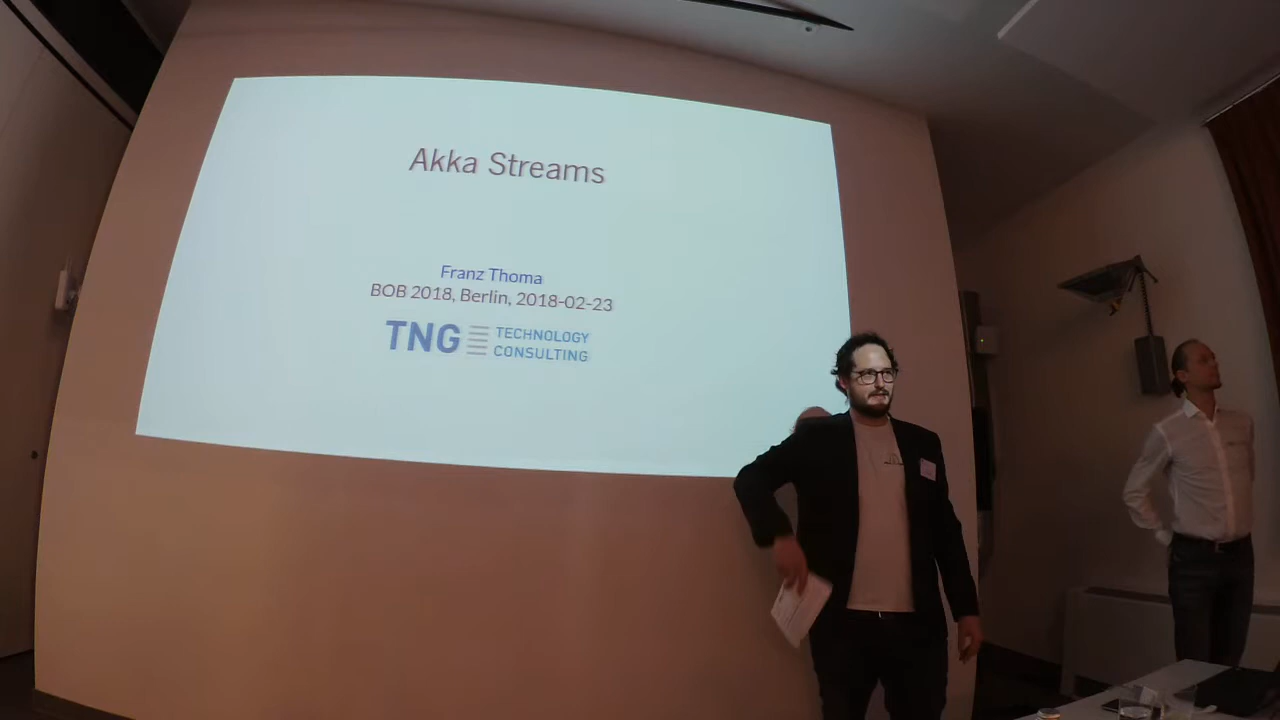 Akka Streams
Franz Thoma
BOB 2018, Berlin, 2018-02-23
TNG TECHNOLOGY
CONSULTING